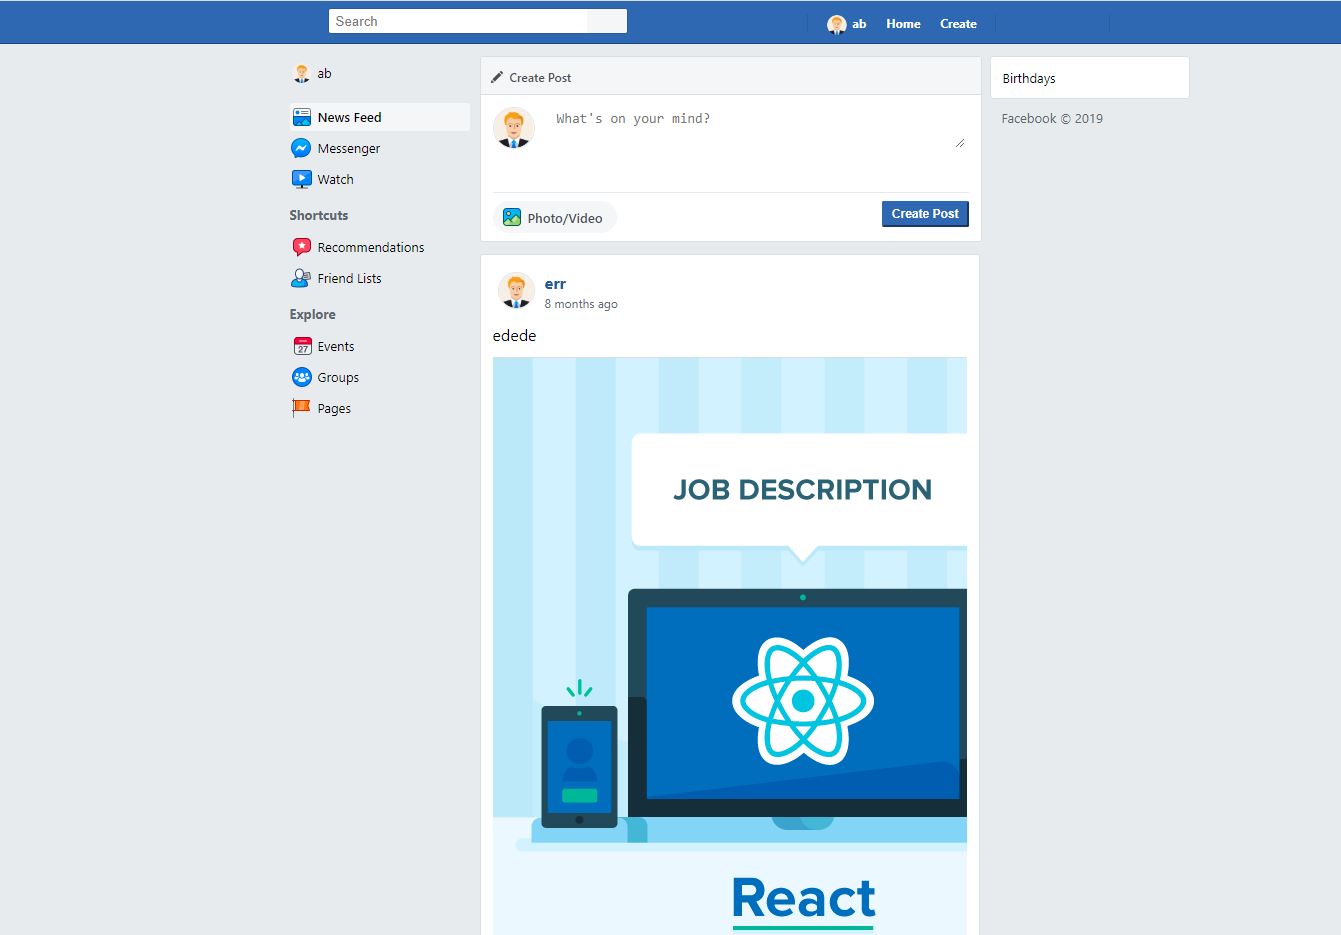 Search
ab
Home
Create
ab
News Feed
Messenger
Watch
Shortcuts
Recommendations
Friend Lists
Explore
27
Events
Groups
Pages
Create Post
What's on your mind?
Photo/Video
Create Post
err
8 months ago
edede
JOB DESCRIPTION
React
Birthdays
Facebook © 2019